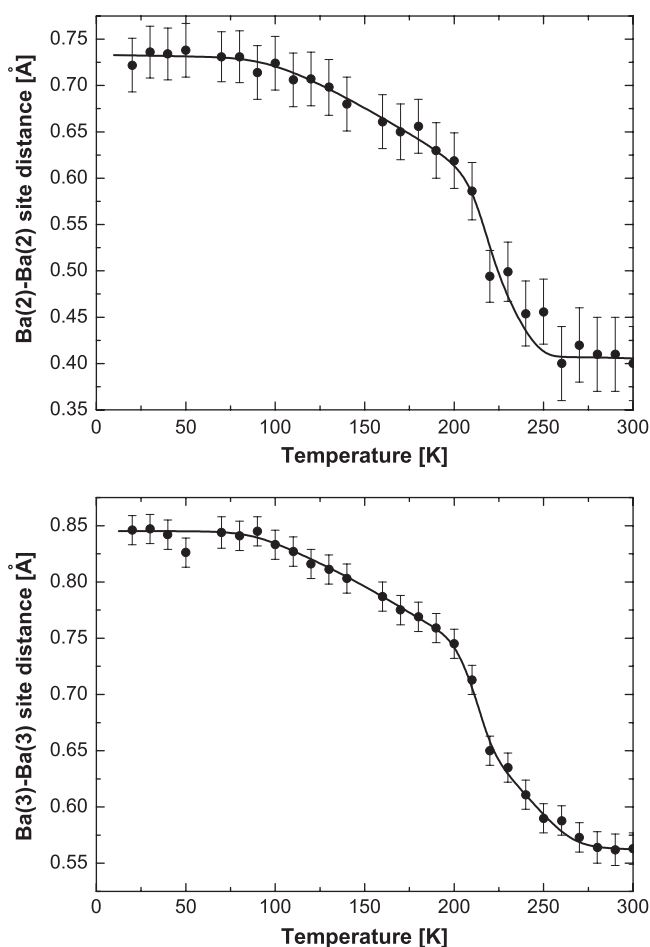 0.75
0.70
0.65
0.60
0.55
0.50
0.45
0.40
0.35
Ba(2)-Ba(2) site distance [Å]
0 50 100 150 200 250 300
Temperature [K]
0.85
0.80
0.75
0.70
0.65
0.60
0.55
Ba(3)-Ba(3) site distance [Å]
0 50 100 150 200 250 300
Temperature [K]